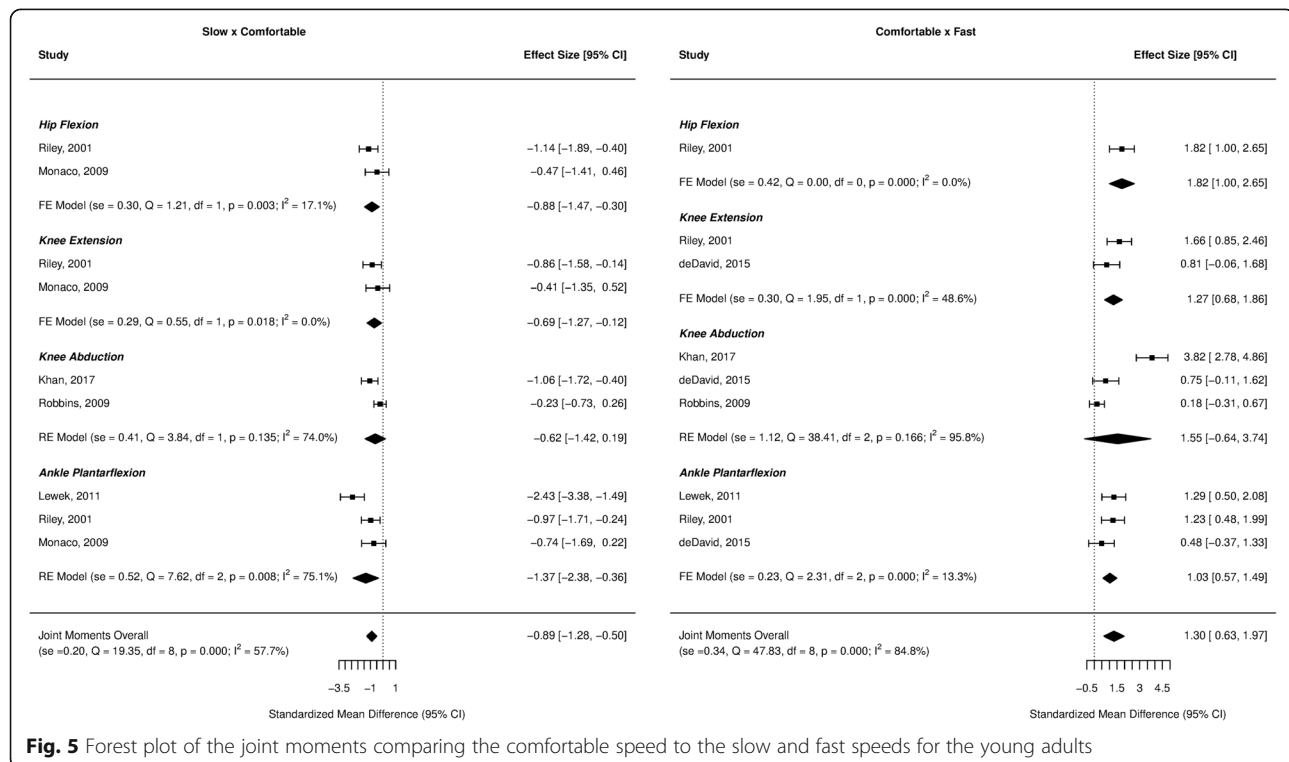 Slow x Comfortable
Study Effect Size [95% CI]
Hip Flexion
Riley, 2001 −1.14 [−1.89, −0.40]
Monaco, 2009 −0.47 [−1.41, 0.46]
FE Model (se = 0.30, Q = 1.21, df = 1, p = 0.003; I² = 17.1%) −0.88 [−1.47, −0.30]
Knee Extension
Riley, 2001 −0.86 [−1.58, −0.14]
Monaco, 2009 −0.41 [−1.35, 0.52]
FE Model (se = 0.29, Q = 0.55, df = 1, p = 0.018; I² = 0.0%) −0.69 [−1.27, −0.12]
Knee Abduction
Khan, 2017 −1.06 [−1.72, −0.40]
Robbins, 2009 −0.23 [−0.73, 0.26]
RE Model (se = 0.41, Q = 3.84, df = 1, p = 0.135; I² = 74.0%) −0.62 [−1.42, 0.19]
Ankle Plantarflexion
Lewek, 2011 −2.43 [−3.38, −1.49]
Riley, 2001 −0.97 [−1.71, −0.24]
Monaco, 2009 −0.74 [−1.69, 0.22]
RE Model (se = 0.52, Q = 7.62, df = 2, p = 0.008; I² = 75.1%) −1.37 [−2.38, −0.36]
Joint Moments Overall −0.89 [−1.28, −0.50]
(se =0.20, Q = 19.35, df = 8, p = 0.000; I² = 57.7%)
−3.5 −1 1
Standardized Mean Difference (95% CI)
Comfortable x Fast
Study Effect Size [95% CI]
Hip Flexion
Riley, 2001 1.82 [ 1.00, 2.65]
FE Model (se = 0.42, Q = 0.00, df = 0, p = 0.000; I² = 0.0%) 1.82 [1.00, 2.65]
Knee Extension
Riley, 2001 1.66 [ 0.85, 2.46]
deDavid, 2015 0.81 [−0.06, 1.68]
FE Model (se = 0.30, Q = 1.95, df = 1, p = 0.000; I² = 48.6%) 1.27 [0.68, 1.86]
Knee Abduction
Khan, 2017 3.82 [ 2.78, 4.86]
deDavid, 2015 0.75 [−0.11, 1.62]
Robbins, 2009 0.18 [−0.31, 0.67]
RE Model (se = 1.12, Q = 38.41, df = 2, p = 0.166; I² = 95.8%) 1.55 [−0.64, 3.74]
Ankle Plantarflexion
Lewek, 2011 1.29 [ 0.50, 2.08]
Riley, 2001 1.23 [ 0.48, 1.99]
deDavid, 2015 0.48 [−0.37, 1.33]
FE Model (se = 0.23, Q = 2.31, df = 2, p = 0.000; I² = 13.3%) 1.03 [0.57, 1.49]
Joint Moments Overall 1.30 [ 0.63, 1.97]
(se =0.34, Q = 47.83, df = 8, p = 0.000; I² = 84.8%)
−0.5 1.5 3 4.5
Standardized Mean Difference (95% CI)
Fig. 5 Forest plot of the joint moments comparing the comfortable speed to the slow and fast speeds for the young adults